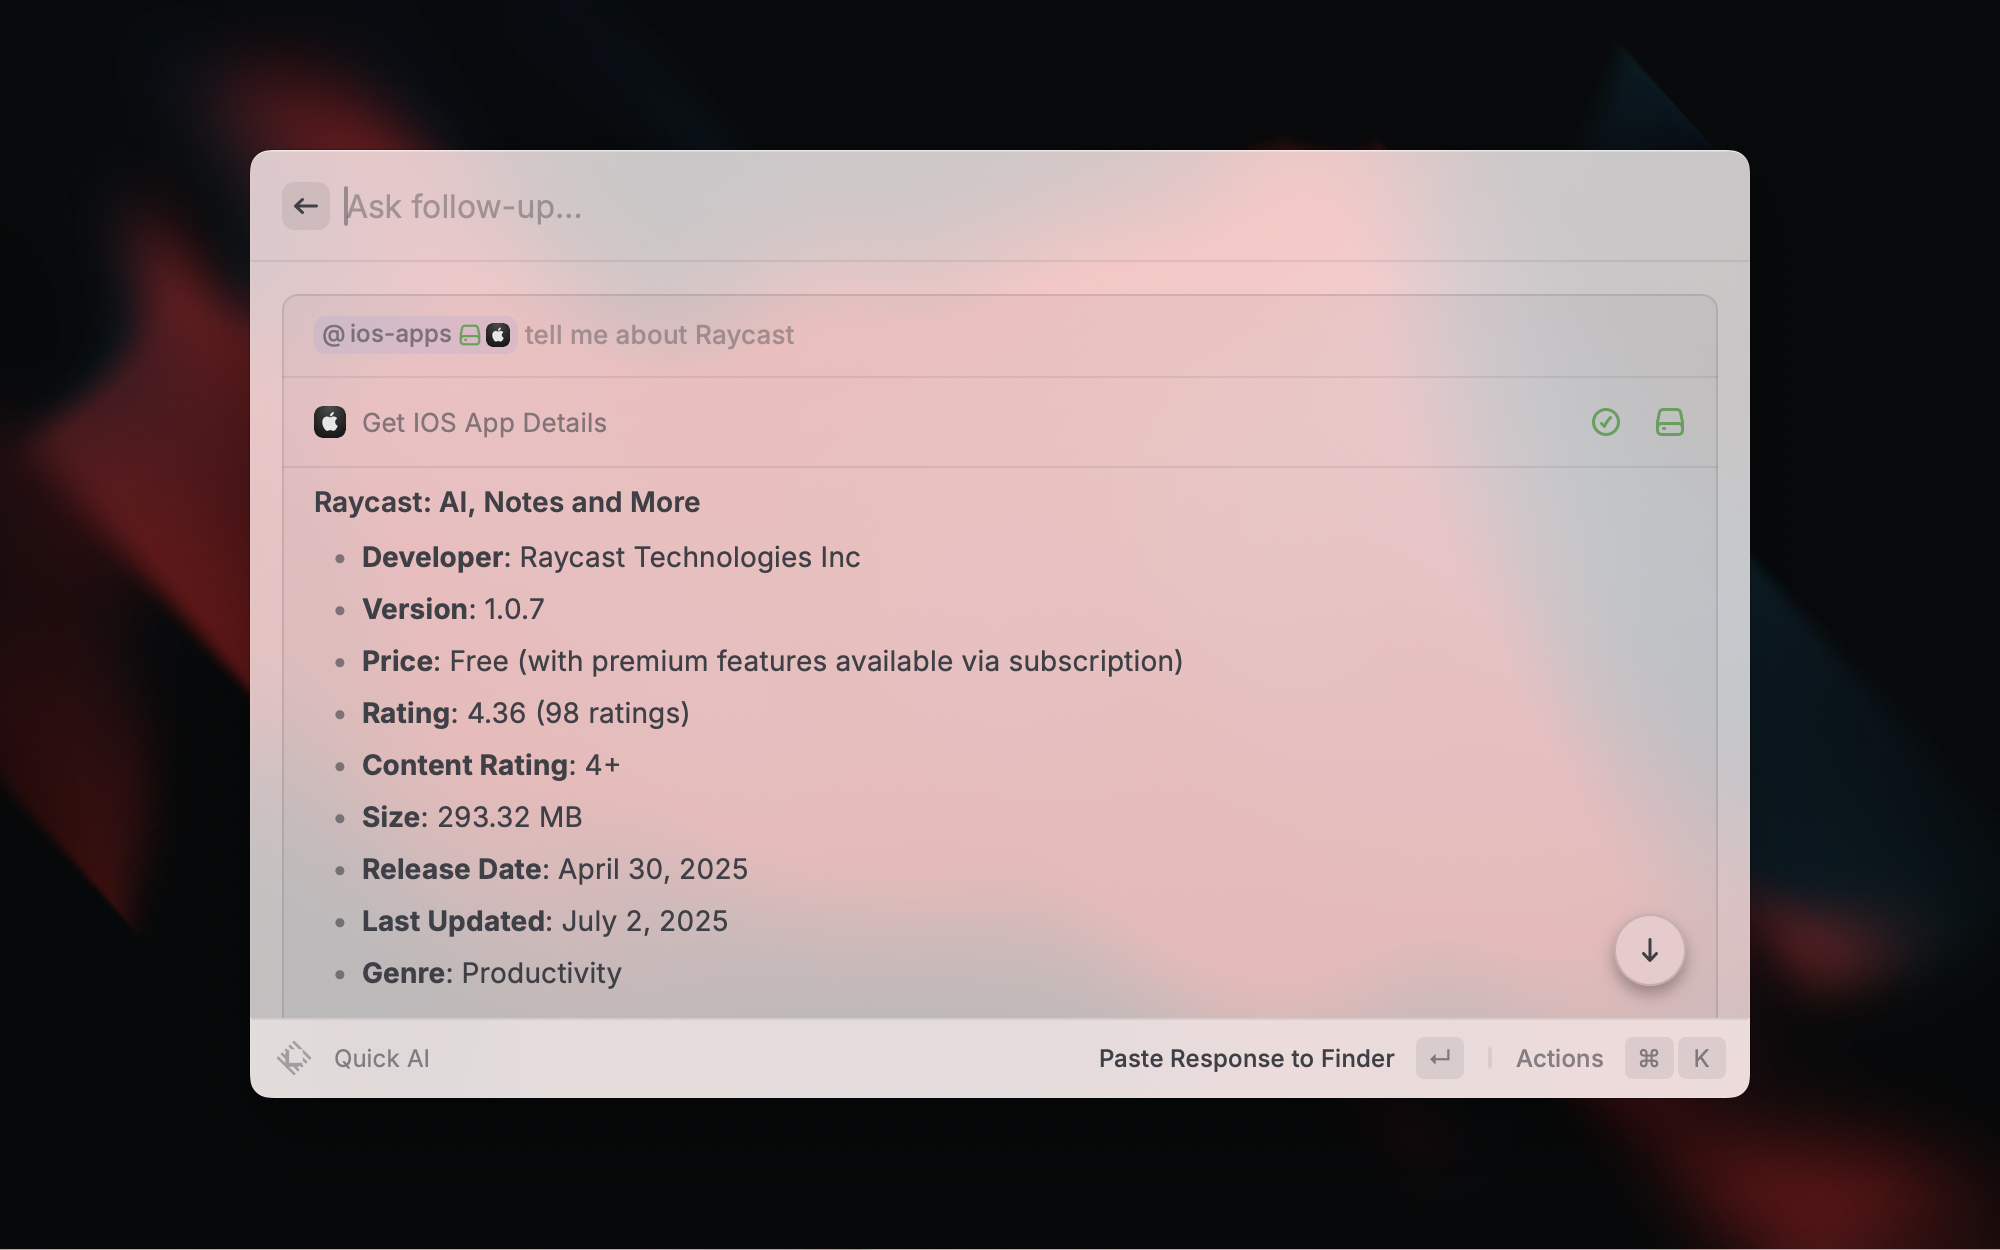 Ask follow-up...
@ios-apps tell me about Raycast
Get IOS App Details
Raycast: AI, Notes and More
• Developer: Raycast Technologies Inc
• Version: 1.0.7
• Price: Free (with premium features available via subscription)
• Rating: 4.36 (98 ratings)
• Content Rating: 4+
• Size: 293.32 MB
• Release Date: April 30, 2025
• Last Updated: July 2, 2025
• Genre: Productivity
Quick AI Paste Response to Finder ↵ | Actions ⌘ K